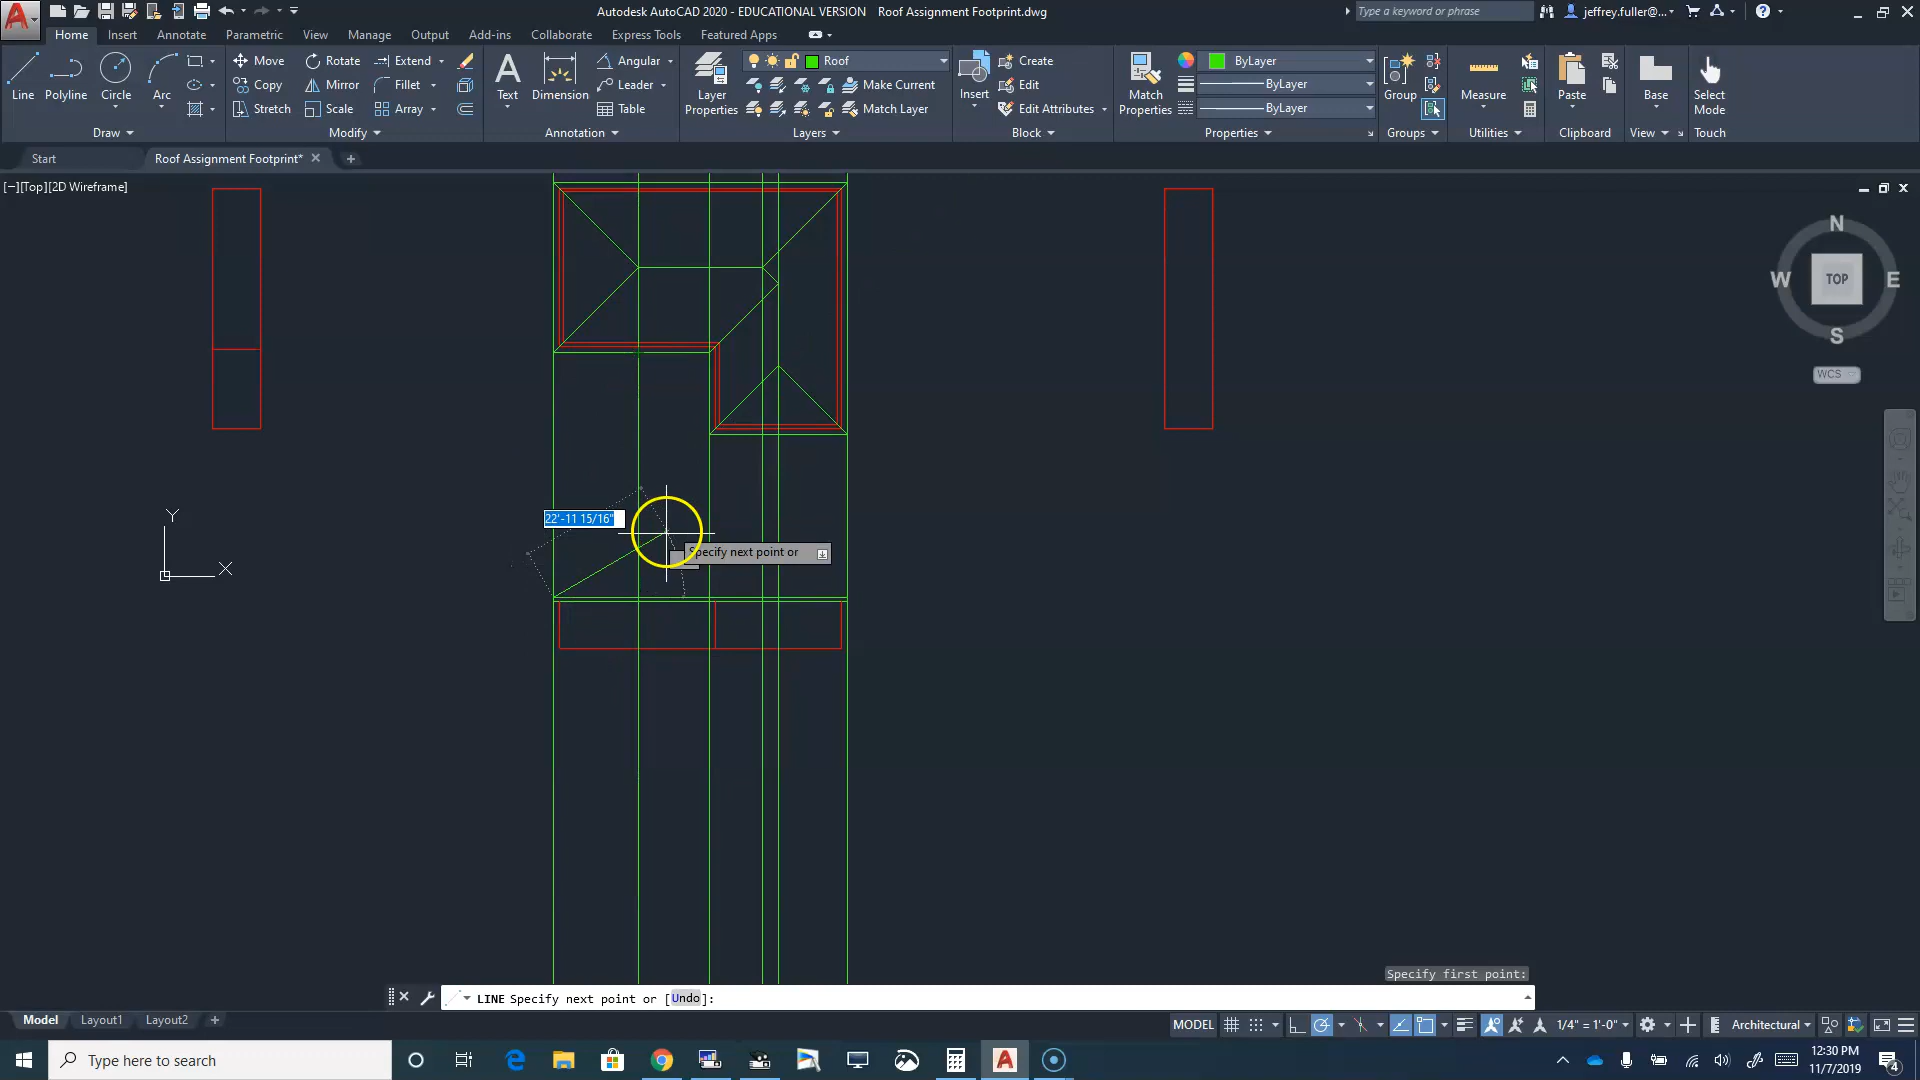 Autodesk AutoCAD 2020 - EDUCATIONAL VERSION Roof Assignment Footprint.dwg
Type a keyword or phrase
jeffrey.fuller@...
Home Insert Annotate Parametric View Manage Output Add-ins Collaborate Express Tools Featured Apps
Line Polyline Circle Arc
Move Rotate Extend
Copy Mirror Fillet
Stretch Scale Array
Text Dimension
Angular
Leader
Table
Layer Properties
Roof
Make Current
Match Layer
Insert
Create
Edit
Edit Attributes
Match Properties
ByLayer
ByLayer
ByLayer
Group
Measure
Paste
Base
Select Mode
Draw Modify Annotation Layers Block Properties Groups Utilities Clipboard View Touch
Start
Roof Assignment Footprint*
[−][Top][2D Wireframe]
N
W TOP E
S
WCS
Y
X
22'-11 15/16"
Specify next point or
Specify first point:
LINE Specify next point or [Undo]:
Model Layout1 Layout2
MODEL
1/4" = 1'-0"
Architectural
Type here to search
12:30 PM
11/7/2019
4